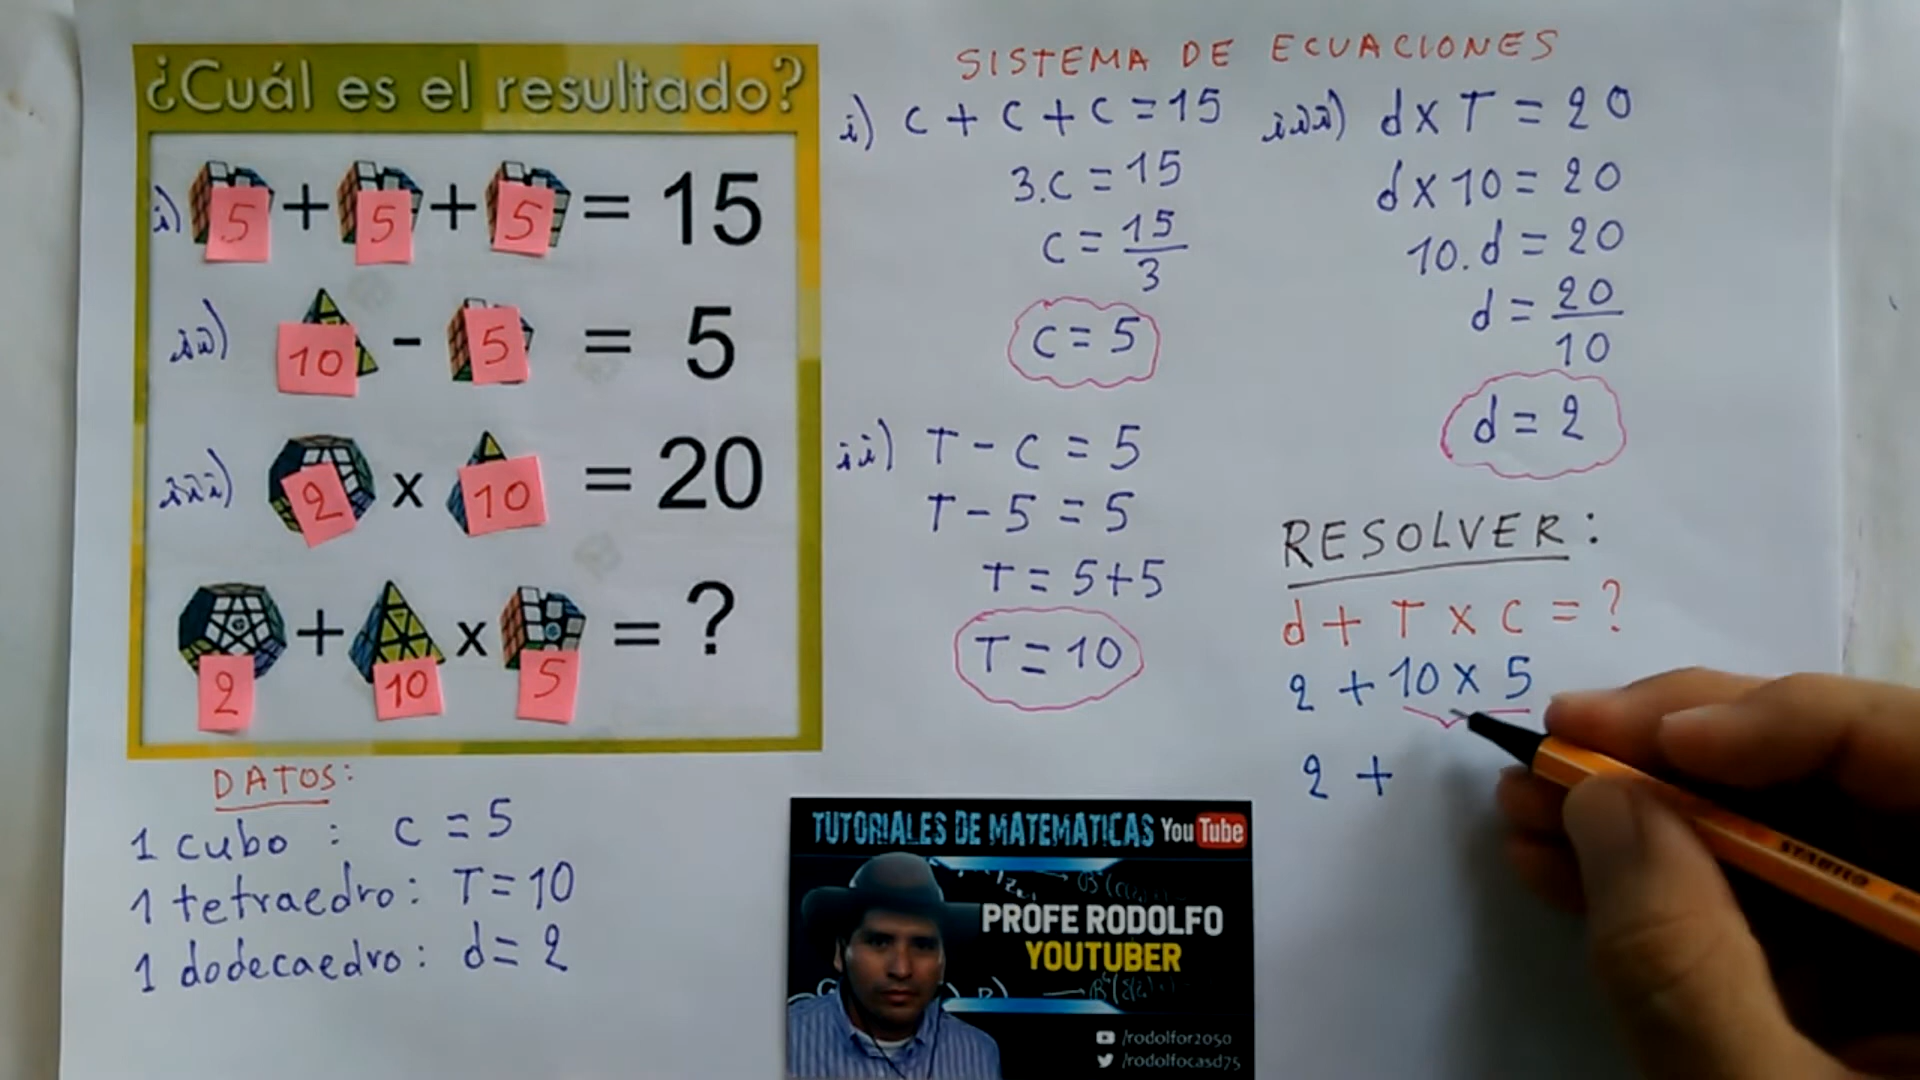 ¿Cuál es el resultado?
i) 5 + 5 + 5 = 15
ii) 10 - 5 = 5
iii) 2 x 10 = 20
+ x = ?
2 10 5
DATOS:
1 cubo : c = 5
1 tetraedro : T = 10
1 dodecaedro : d = 2
SISTEMA DE ECUACIONES
i) c + c + c = 15
3.c = 15
c = 15/3
c = 5
ii) T - c = 5
T - 5 = 5
T = 5+5
T = 10
iii) d x T = 20
d x 10 = 20
10.d = 20
d = 20/10
d = 2
RESOLVER:
d + T x c = ?
2 + 10 x 5
2 +
TUTORIALES DE MATEMATICAS YouTube
PROFE RODOLFO
YOUTUBER
/rodolfor2050
/rodolfocasd75